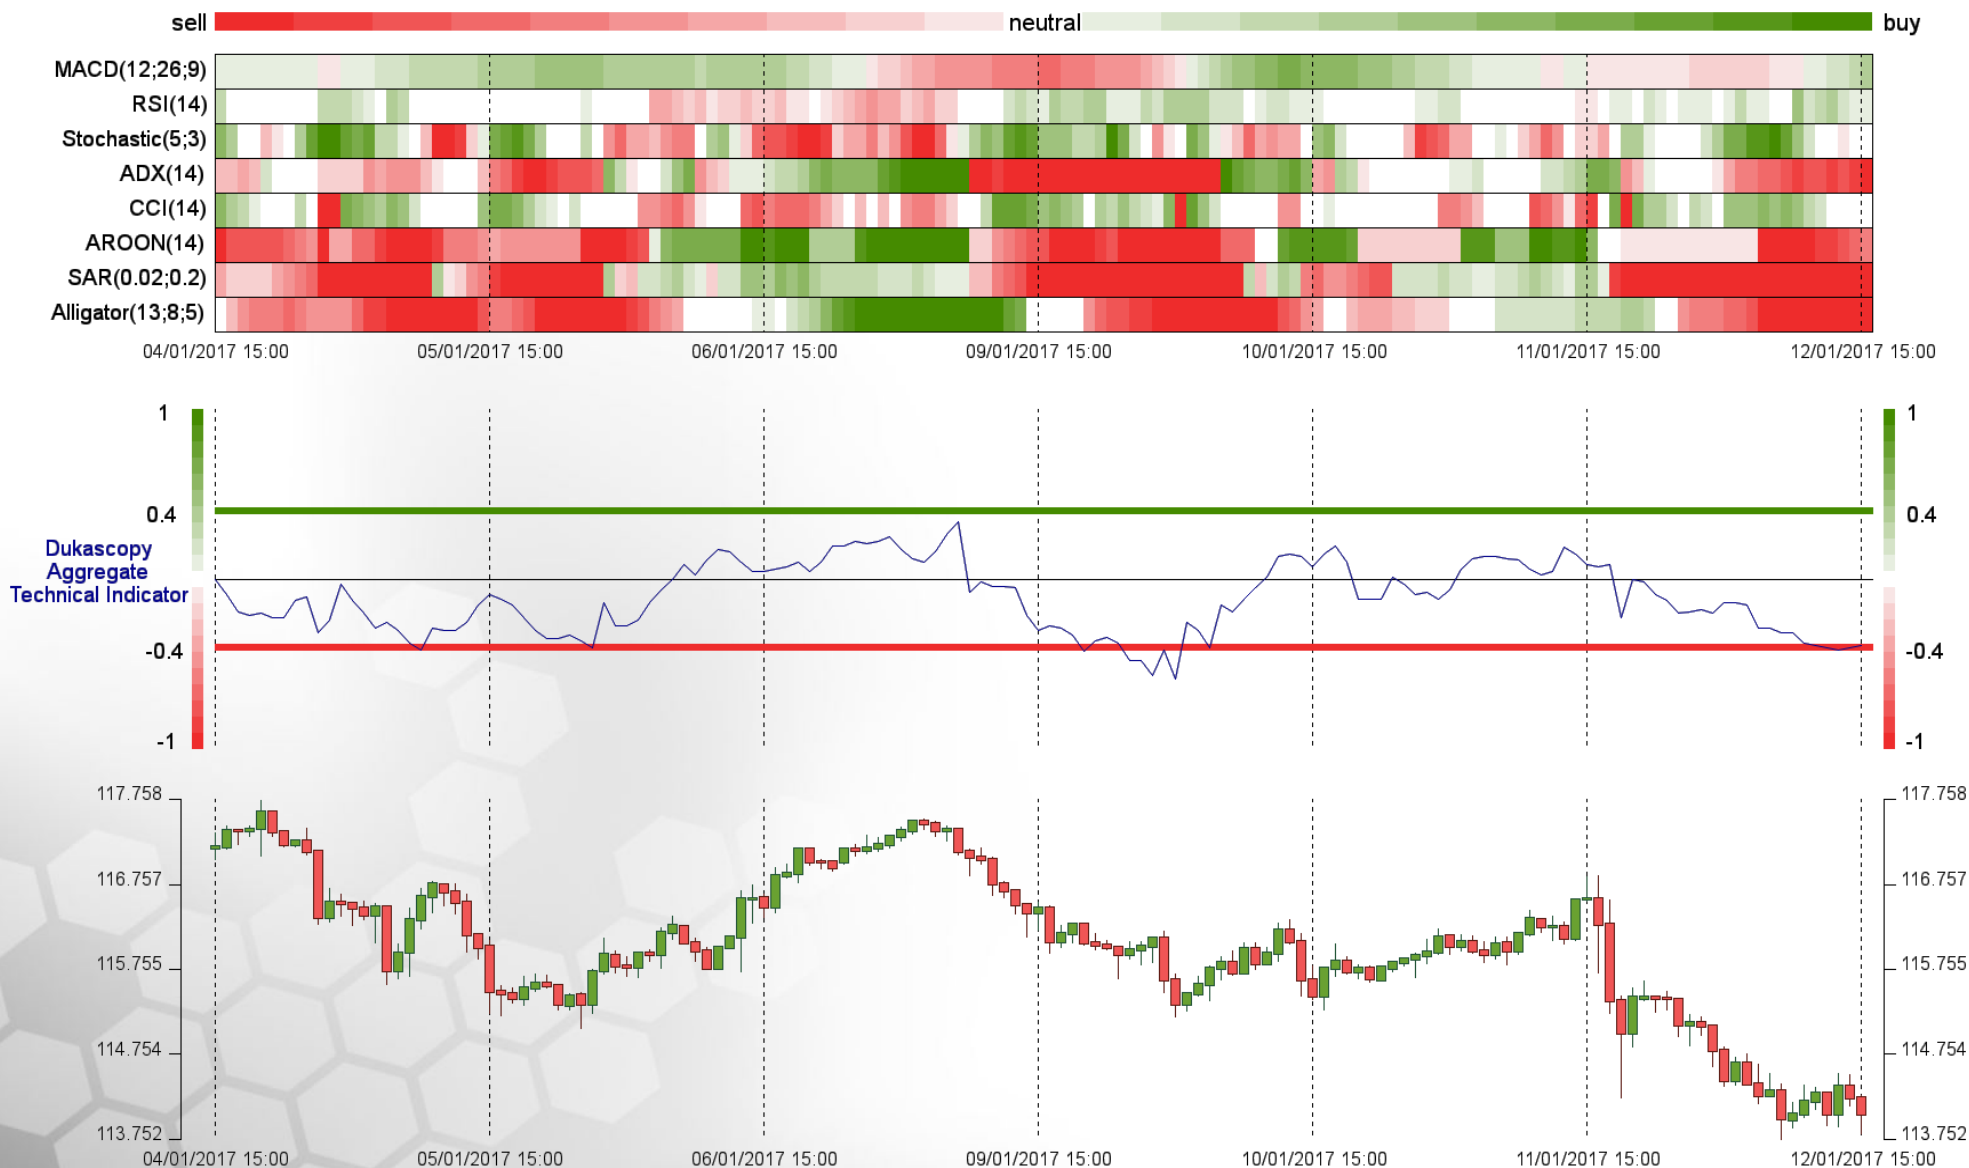 sell neutral buy
MACD(12;26;9)
RSI(14)
Stochastic(5;3)
ADX(14)
CCI(14)
AROON(14)
SAR(0.02;0.2)
Alligator(13;8;5)
04/01/2017 15:00 05/01/2017 15:00 06/01/2017 15:00 09/01/2017 15:00 10/01/2017 15:00 11/01/2017 15:00 12/01/2017 15:00
1 1
0.4 0.4
Dukascopy
Aggregate
Technical Indicator
-0.4 -0.4
-1 -1
117.758 117.758
116.757 116.757
115.755 115.755
114.754 114.754
113.752 113.752
04/01/2017 15:00 05/01/2017 15:00 06/01/2017 15:00 09/01/2017 15:00 10/01/2017 15:00 11/01/2017 15:00 12/01/2017 15:00